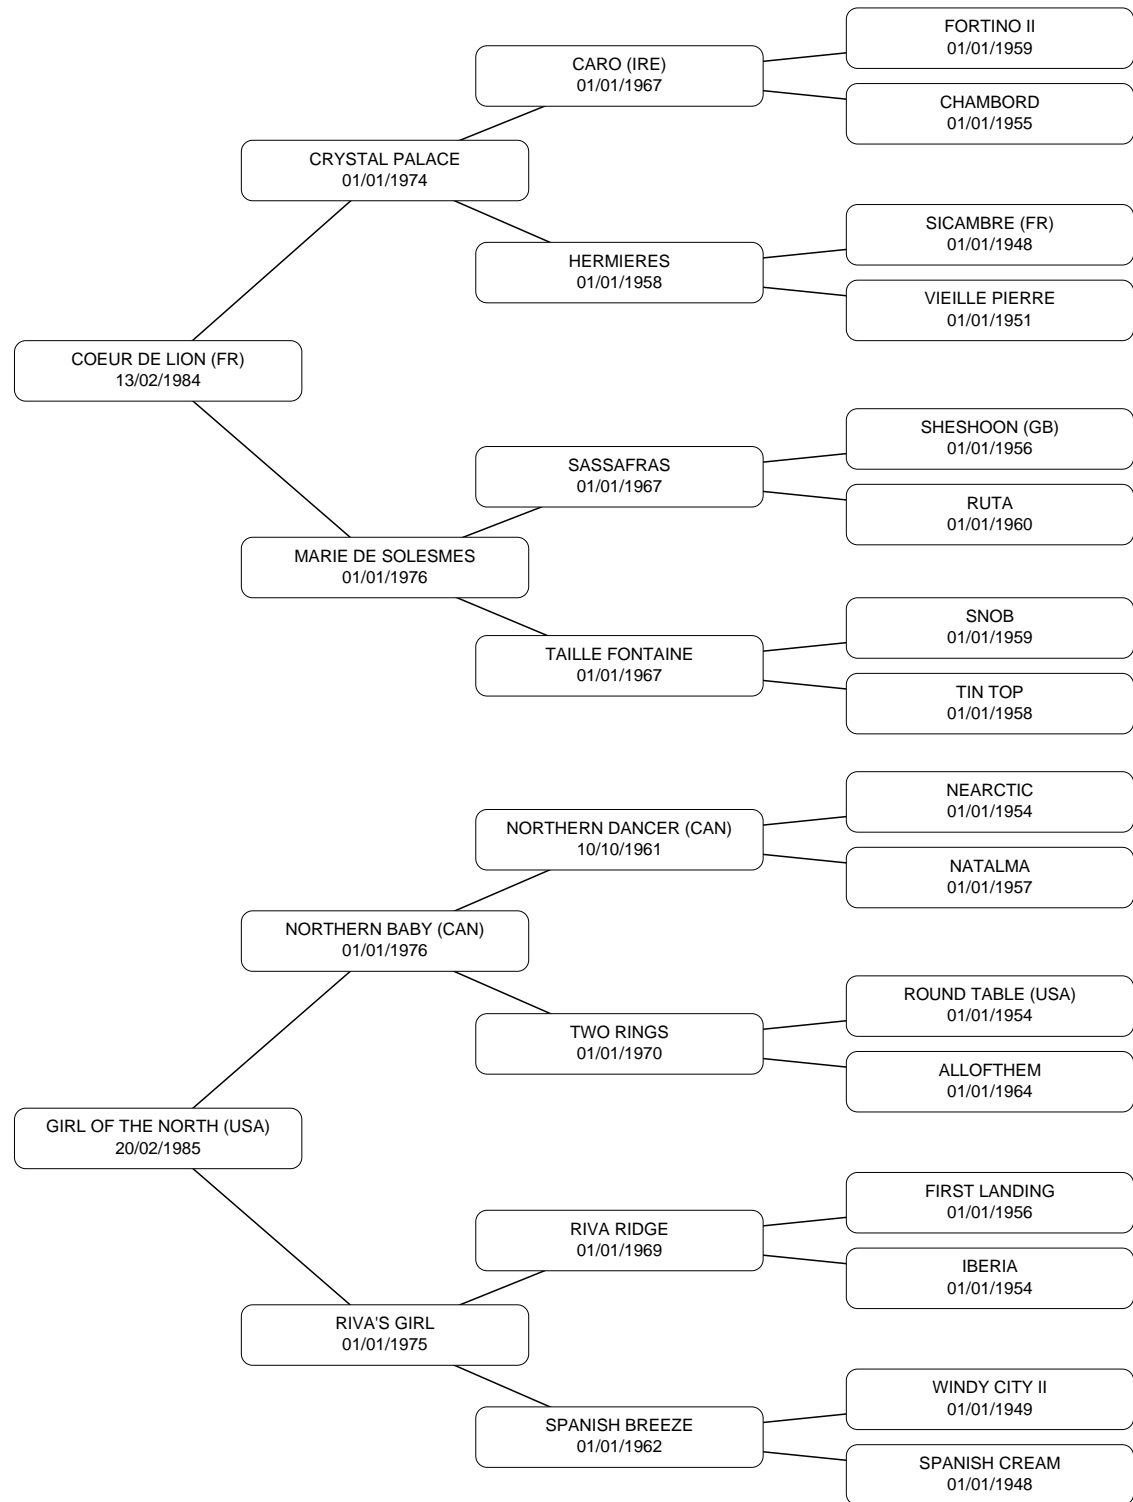 FORTINO II
01/01/1959
CARO (IRE)
01/01/1967
CHAMBORD
01/01/1955
CRYSTAL PALACE
01/01/1974
SICAMBRE (FR)
01/01/1948
HERMIERES
01/01/1958
VIEILLE PIERRE
01/01/1951
COEUR DE LION (FR)
13/02/1984
SHESHOON (GB)
01/01/1956
SASSAFRAS
01/01/1967
RUTA
01/01/1960
MARIE DE SOLESMES
01/01/1976
SNOB
01/01/1959
TAILLE FONTAINE
01/01/1967
TIN TOP
01/01/1958
NEARCTIC
01/01/1954
NORTHERN DANCER (CAN)
10/10/1961
NATALMA
01/01/1957
NORTHERN BABY (CAN)
01/01/1976
ROUND TABLE (USA)
01/01/1954
TWO RINGS
01/01/1970
ALLOFTHEM
01/01/1964
GIRL OF THE NORTH (USA)
20/02/1985
FIRST LANDING
01/01/1956
RIVA RIDGE
01/01/1969
IBERIA
01/01/1954
RIVA'S GIRL
01/01/1975
WINDY CITY II
01/01/1949
SPANISH BREEZE
01/01/1962
SPANISH CREAM
01/01/1948